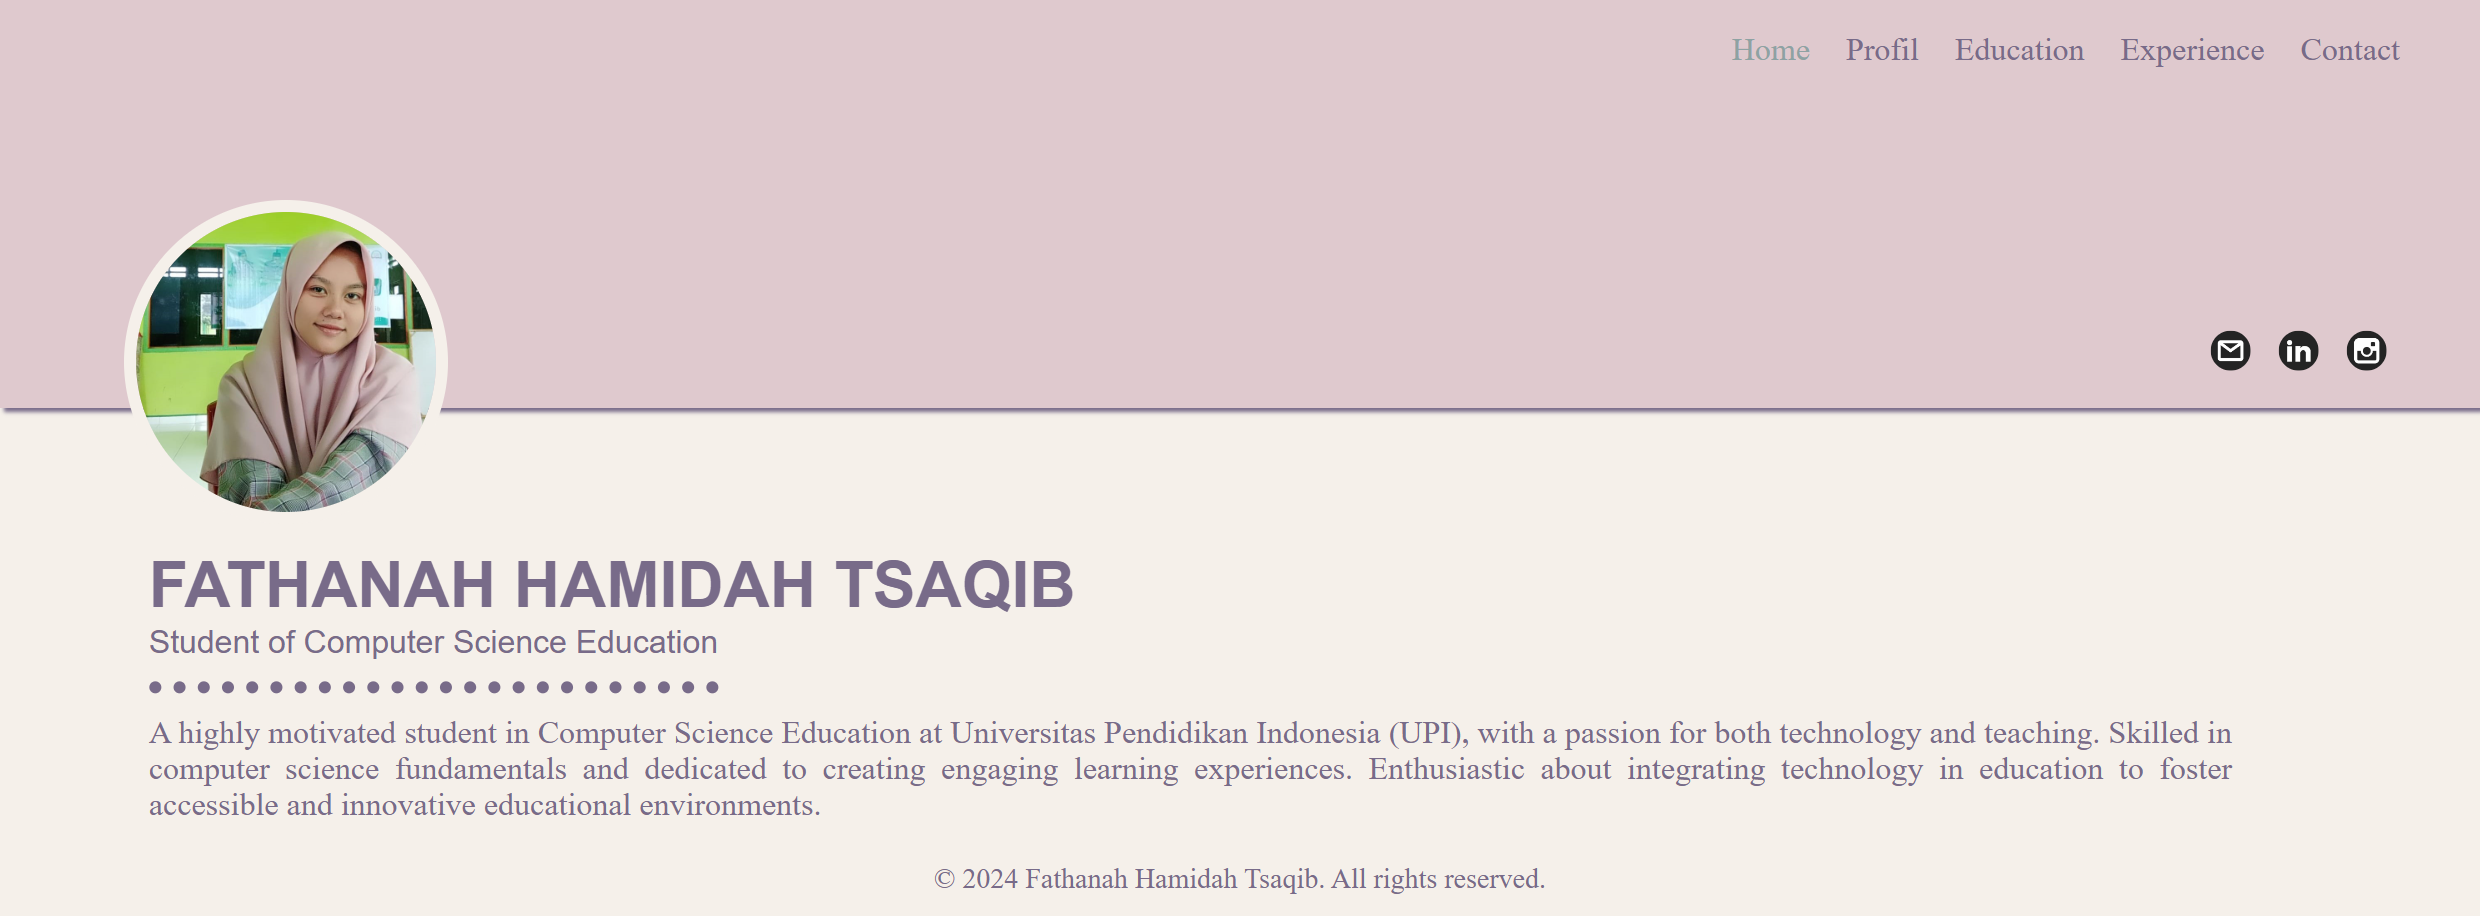 Home Profil Education Experience Contact
in
FATHANAH HAMIDAH TSAQIB
Student of Computer Science Education
A highly motivated student in Computer Science Education at Universitas Pendidikan Indonesia (UPI), with a passion for both technology and teaching. Skilled in
computer science fundamentals and dedicated to creating engaging learning experiences. Enthusiastic about integrating technology in education to foster
accessible and innovative educational environments.
© 2024 Fathanah Hamidah Tsaqib. All rights reserved.